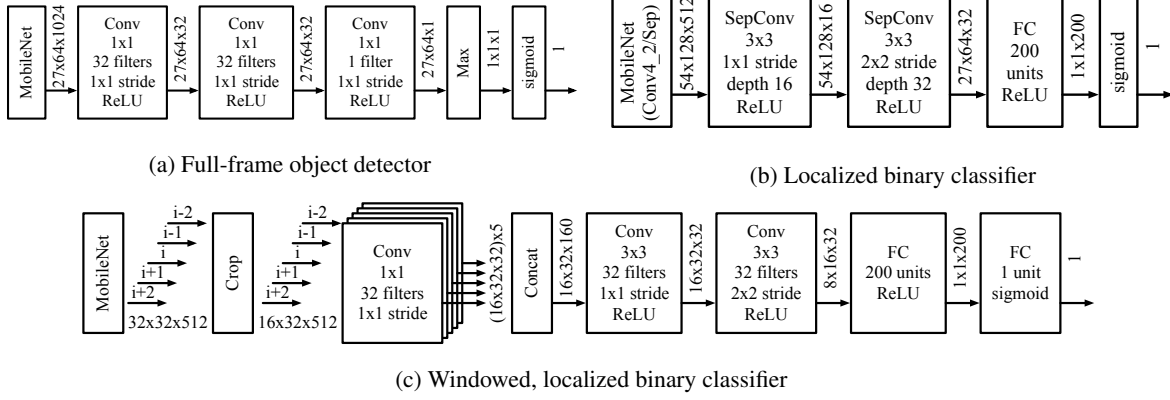 MobileNet
27x64x1024
Conv
1x1
32 filters
1x1 stride
ReLU
27x64x32
Conv
1x1
32 filters
1x1 stride
ReLU
27x64x32
Conv
1x1
1 filter
1x1 stride
ReLU
27x64x1
Max
1x1x1
sigmoid
1
(a) Full-frame object detector
MobileNet
(Conv4_2/Sep)
54x128x512
SepConv
3x3
1x1 stride
depth 16
ReLU
54x128x16
SepConv
3x3
2x2 stride
depth 32
ReLU
27x64x32
FC
200
units
ReLU
1x1x200
sigmoid
1
(b) Localized binary classifier
MobileNet
i-2
i-1
i
i+1
i+2
32x32x512
Crop
i-2
i-1
i
i+1
i+2
16x32x512
Conv
1x1
32 filters
1x1 stride
(16x32x32)x5
Concat
16x32x160
Conv
3x3
32 filters
1x1 stride
ReLU
16x32x32
Conv
3x3
32 filters
2x2 stride
ReLU
8x16x32
FC
200 units
ReLU
1x1x200
FC
1 unit
sigmoid
1
(c) Windowed, localized binary classifier